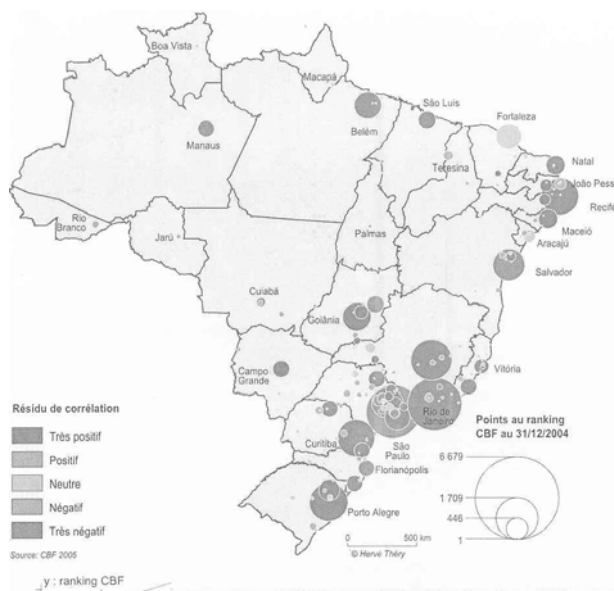 Boa Vista
Macapá
Manaus
Belém
São Luis
Fortaleza
Teresina
Natal
João Pess
Recife
Maceió
Aracajú
Salvador
Rio
Branco
Jarú
Palmas
Cuiabá
Goiânia
Campo
Grande
Vitória
Rio de
Janeiro
São
Paulo
Curitiba
Florianópolis
Porto Alegre
Résidu de corrélation
Très positif
Positif
Neutre
Négatif
Très négatif
Source: CBF 2005
Points au ranking
CBF au 31/12/2004
6 679
1 709
446
1
0 500 km
© Hervé Théry
y : ranking CBF